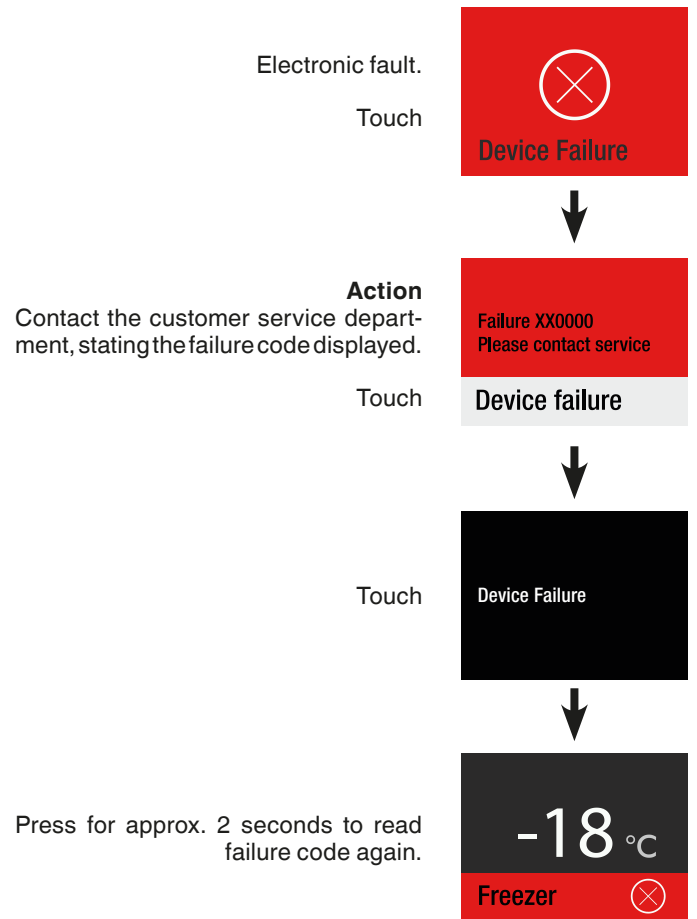 Electronic fault.
Touch
Device Failure
Action
Contact the customer service depart-
ment, stating the failure code displayed.
Touch
Failure XX0000
Please contact service
Device failure
Touch
Device Failure
Press for approx. 2 seconds to read
failure code again.
-18 °C
Freezer